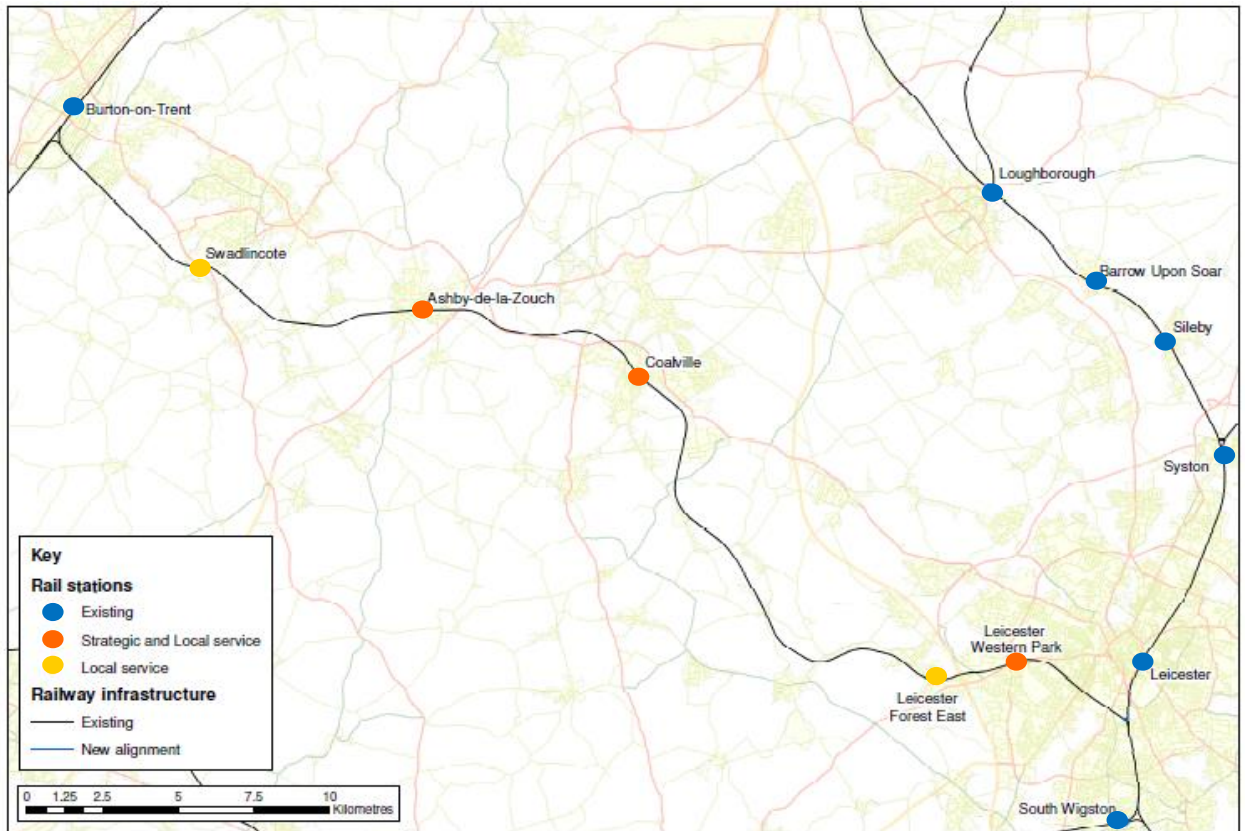 Burton-on-Trent
Loughborough
Swadlincote
Barrow Upon Soar
Ashby-de-la-Zouch
Sileby
Coalville
Syston
Key
Rail stations
Existing
Strategic and Local service
Local service
Railway infrastructure
Existing
New alignment
Leicester
Western Park
Leicester
Leicester
Forest East
0 1.25 2.5 5 7.5 10
Kilometres
South Wigston